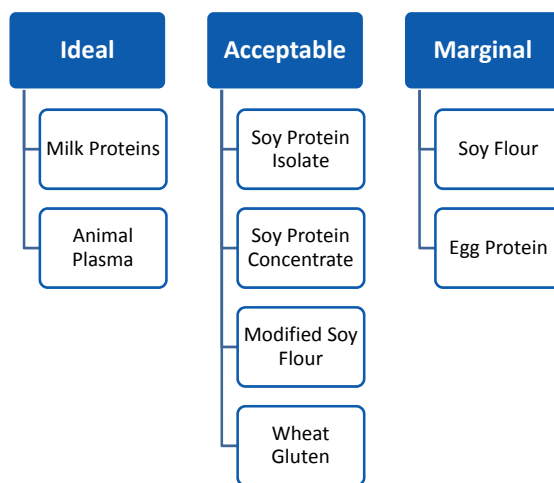 Ideal
Milk Proteins
Animal
Plasma
Acceptable
Soy Protein
Isolate
Soy Protein
Concentrate
Modified Soy
Flour
Wheat
Gluten
Marginal
Soy Flour
Egg Protein